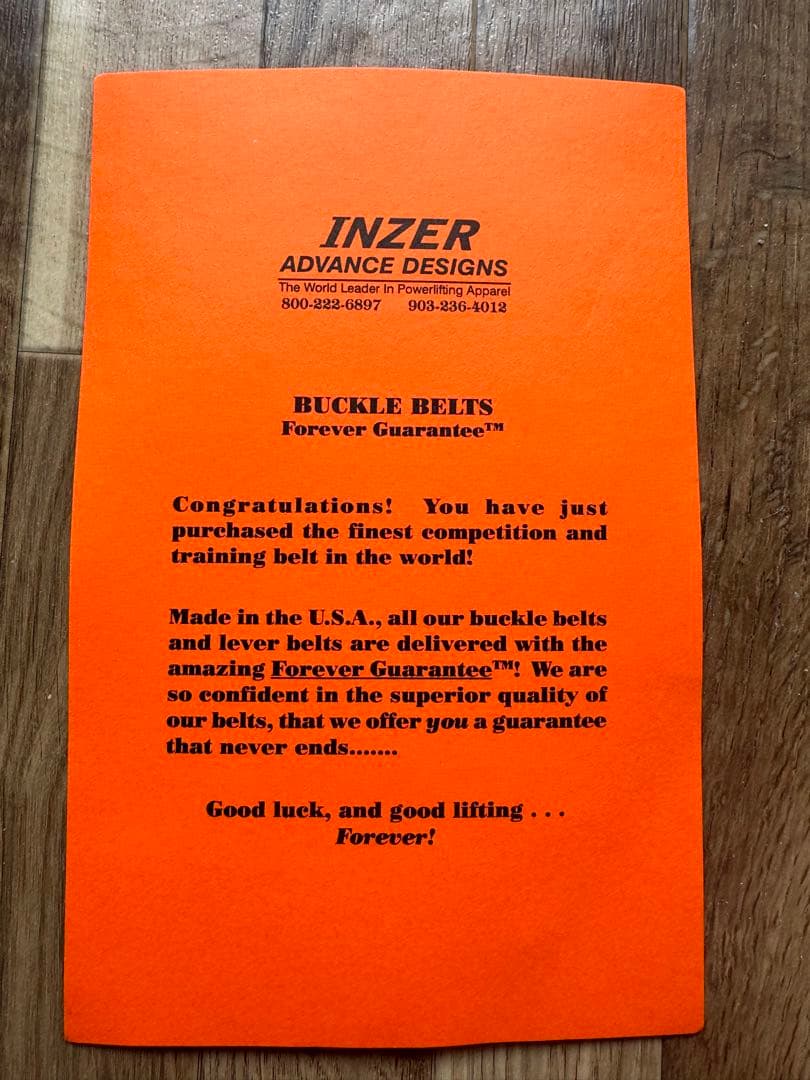 INZER
ADVANCE DESIGNS
The World Leader In Powerlifting Apparel
800-222-6897 903-236-4012
BUCKLE BELTS
Forever Guarantee™
Congratulations! You have just
purchased the finest competition and
training belt in the world!
Made in the U.S.A., all our buckle belts
and lever belts are delivered with the
amazing Forever Guarantee™! We are
so confident in the superior quality of
our belts, that we offer you a guarantee
that never ends.......
Good luck, and good lifting . . .
Forever!